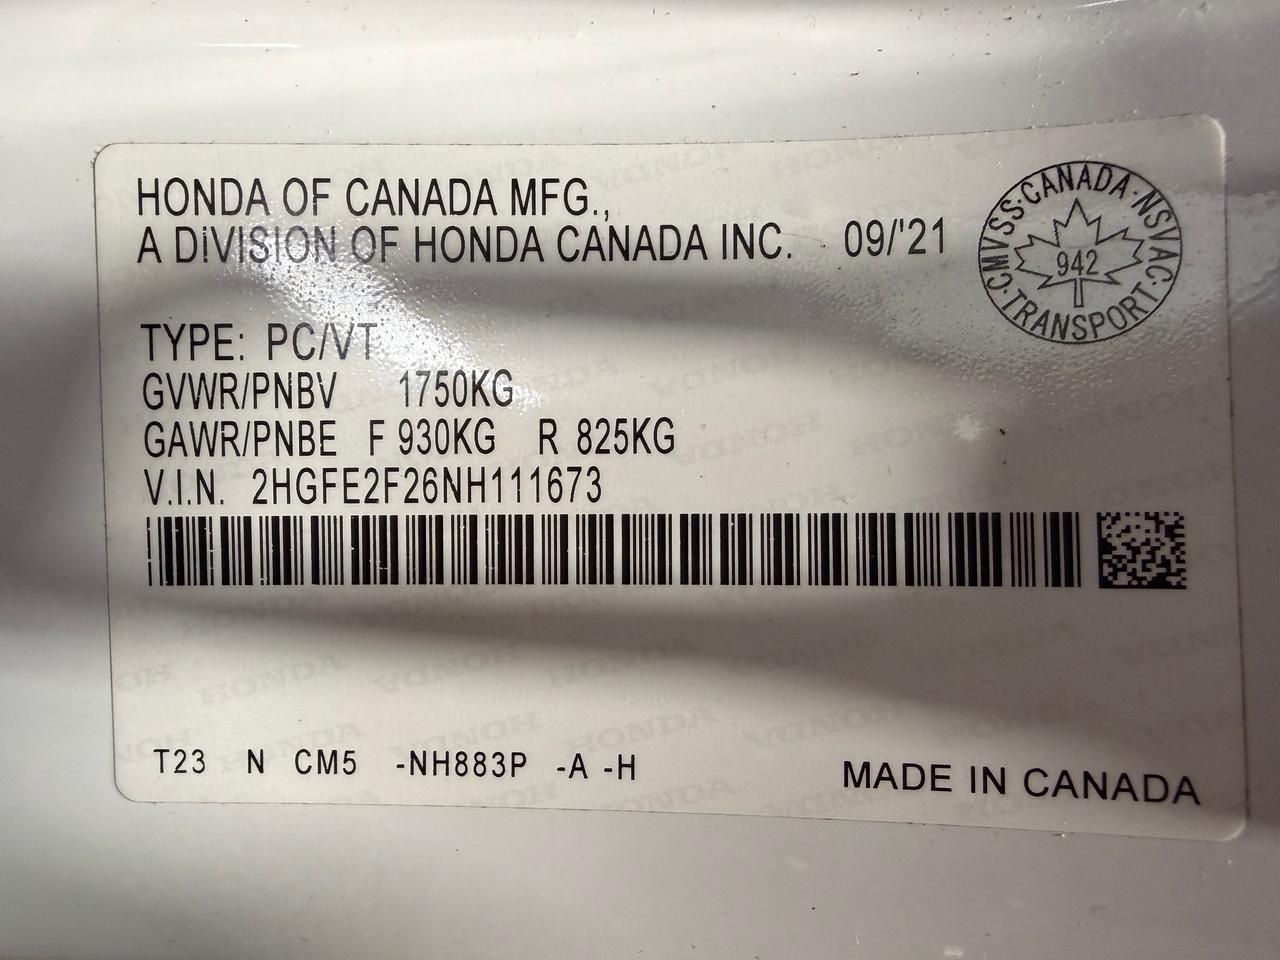 HONDA OF CANADA MFG.,
A DIVISION OF HONDA CANADA INC. 09/'21
CMVSS·CANADA·NSVAC·TRANSPORT·
942
TYPE: PC/VT
GVWR/PNBV 1750KG
GAWR/PNBE F 930KG R 825KG
V.I.N. 2HGFE2F26NH111673
T23 N CM5 -NH883P -A -H
MADE IN CANADA